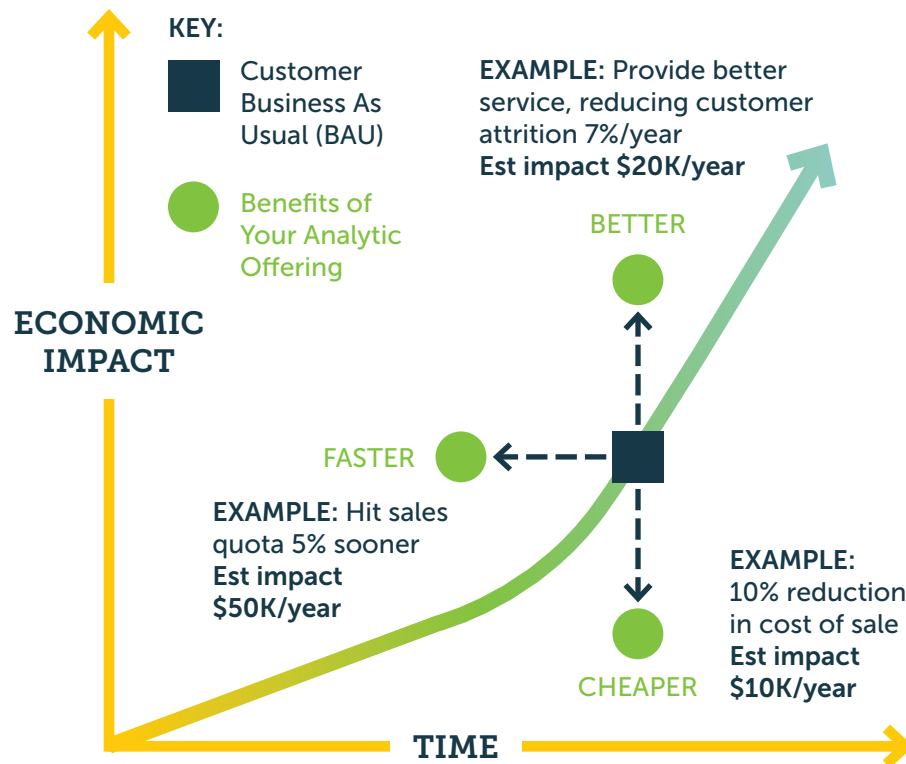 KEY:
Customer
Business As
Usual (BAU)
Benefits of
Your Analytic
Offering
EXAMPLE: Provide better
service, reducing customer
attrition 7%/year
Est impact $20K/year
BETTER
ECONOMIC
IMPACT
FASTER
EXAMPLE: Hit sales
quota 5% sooner
Est impact
$50K/year
EXAMPLE:
10% reduction
in cost of sale
Est impact
$10K/year
CHEAPER
TIME